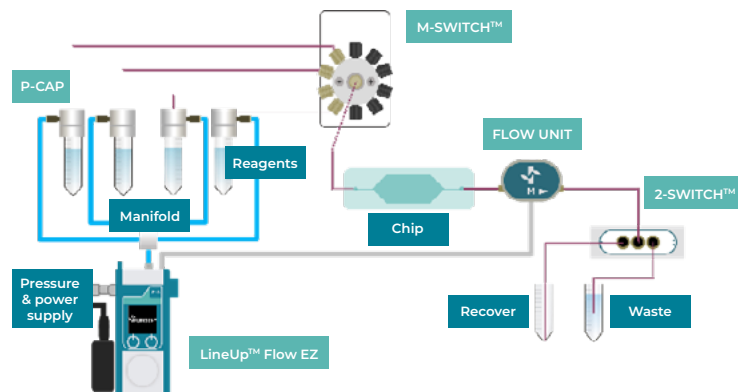 M-SWITCH™
P-CAP
FLOW UNIT
Reagents
2-SWITCH™
Manifold
Chip
M
Pressure
& power
supply
Recover
Waste
LineUp™ Flow EZ